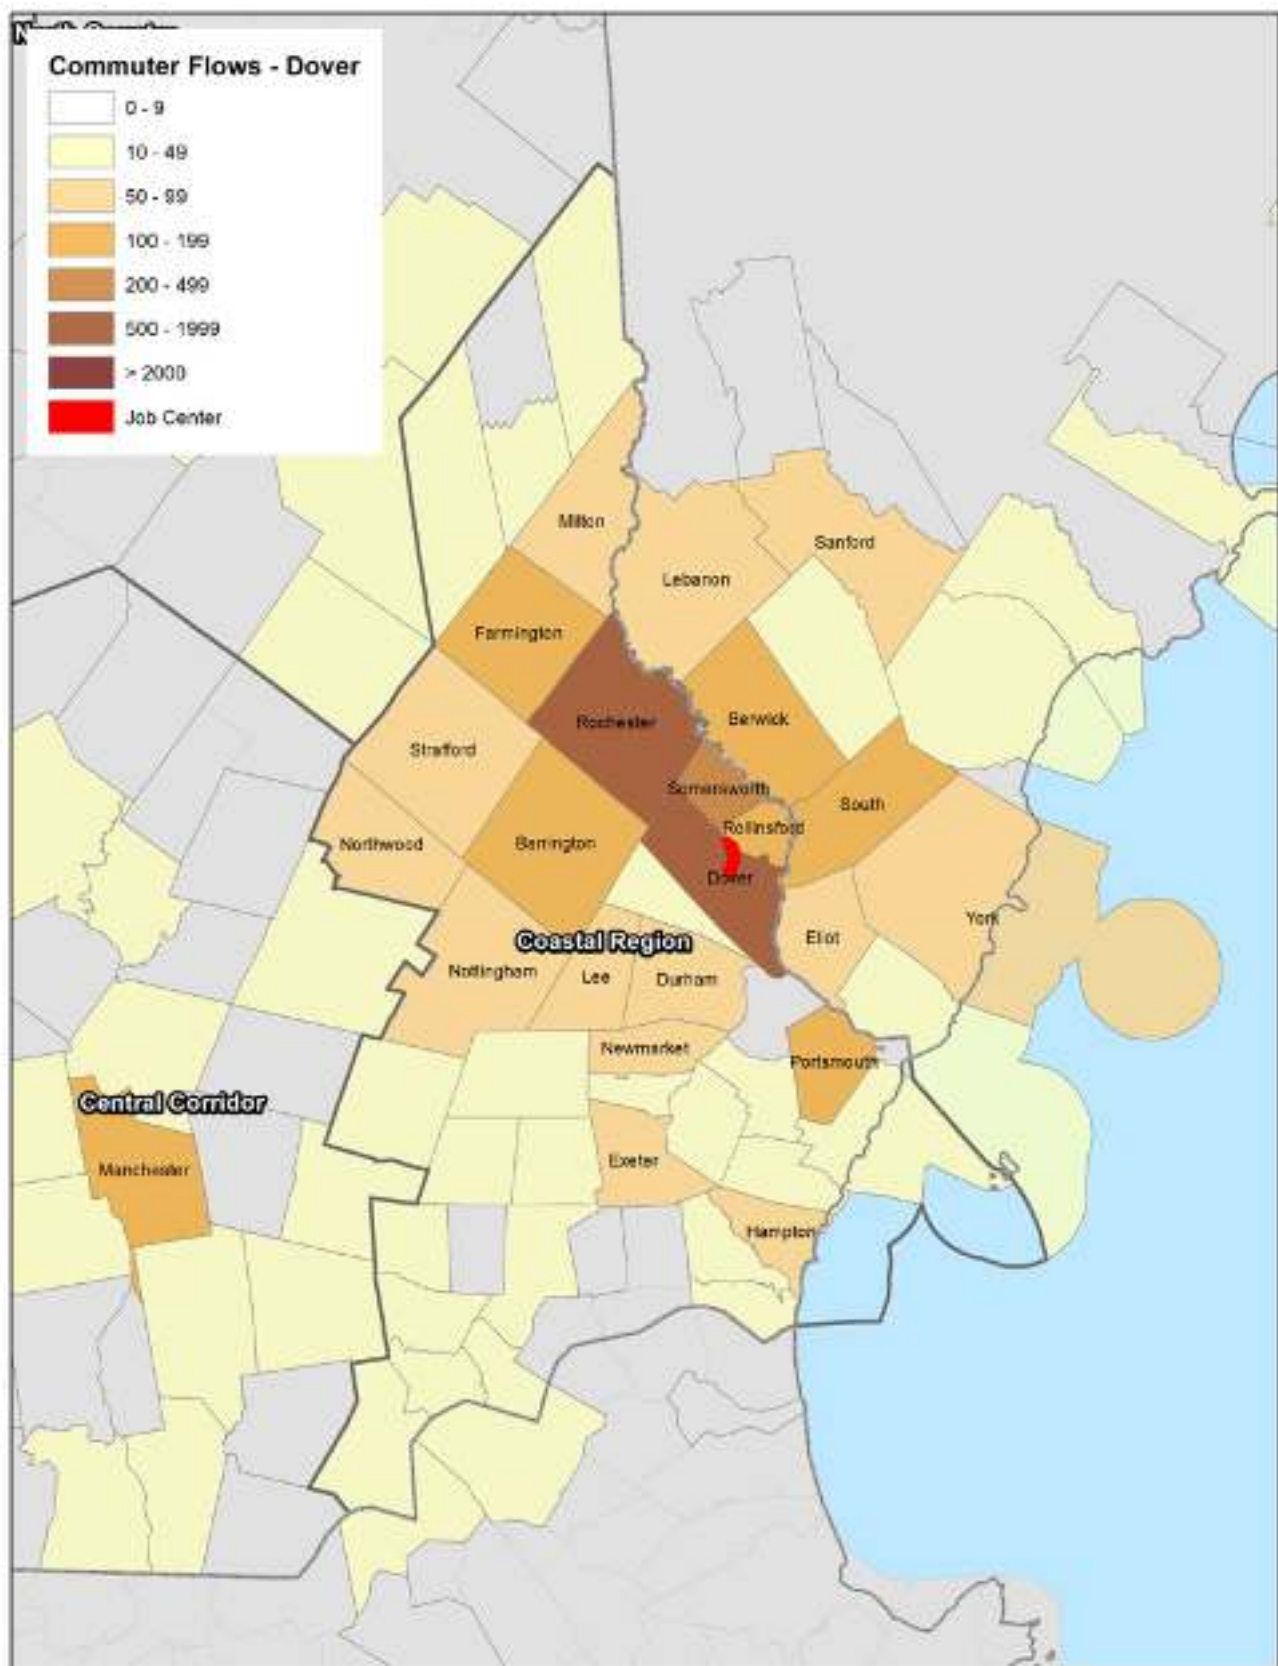 Commuter Flows - Dover
0 - 9
10 - 49
50 - 99
100 - 199
200 - 499
500 - 1999
> 2000
Job Center
Milton
Sanford
Lebanon
Farmington
Rochester
Berwick
Strafford
Somersworth
South
Northwood
Barrington
Rollinsford
Dover
York
Coastal Region
Eliot
Nottingham
Lee
Durham
Newmarket
Portsmouth
Central Corridor
Manchester
Exeter
Hampton